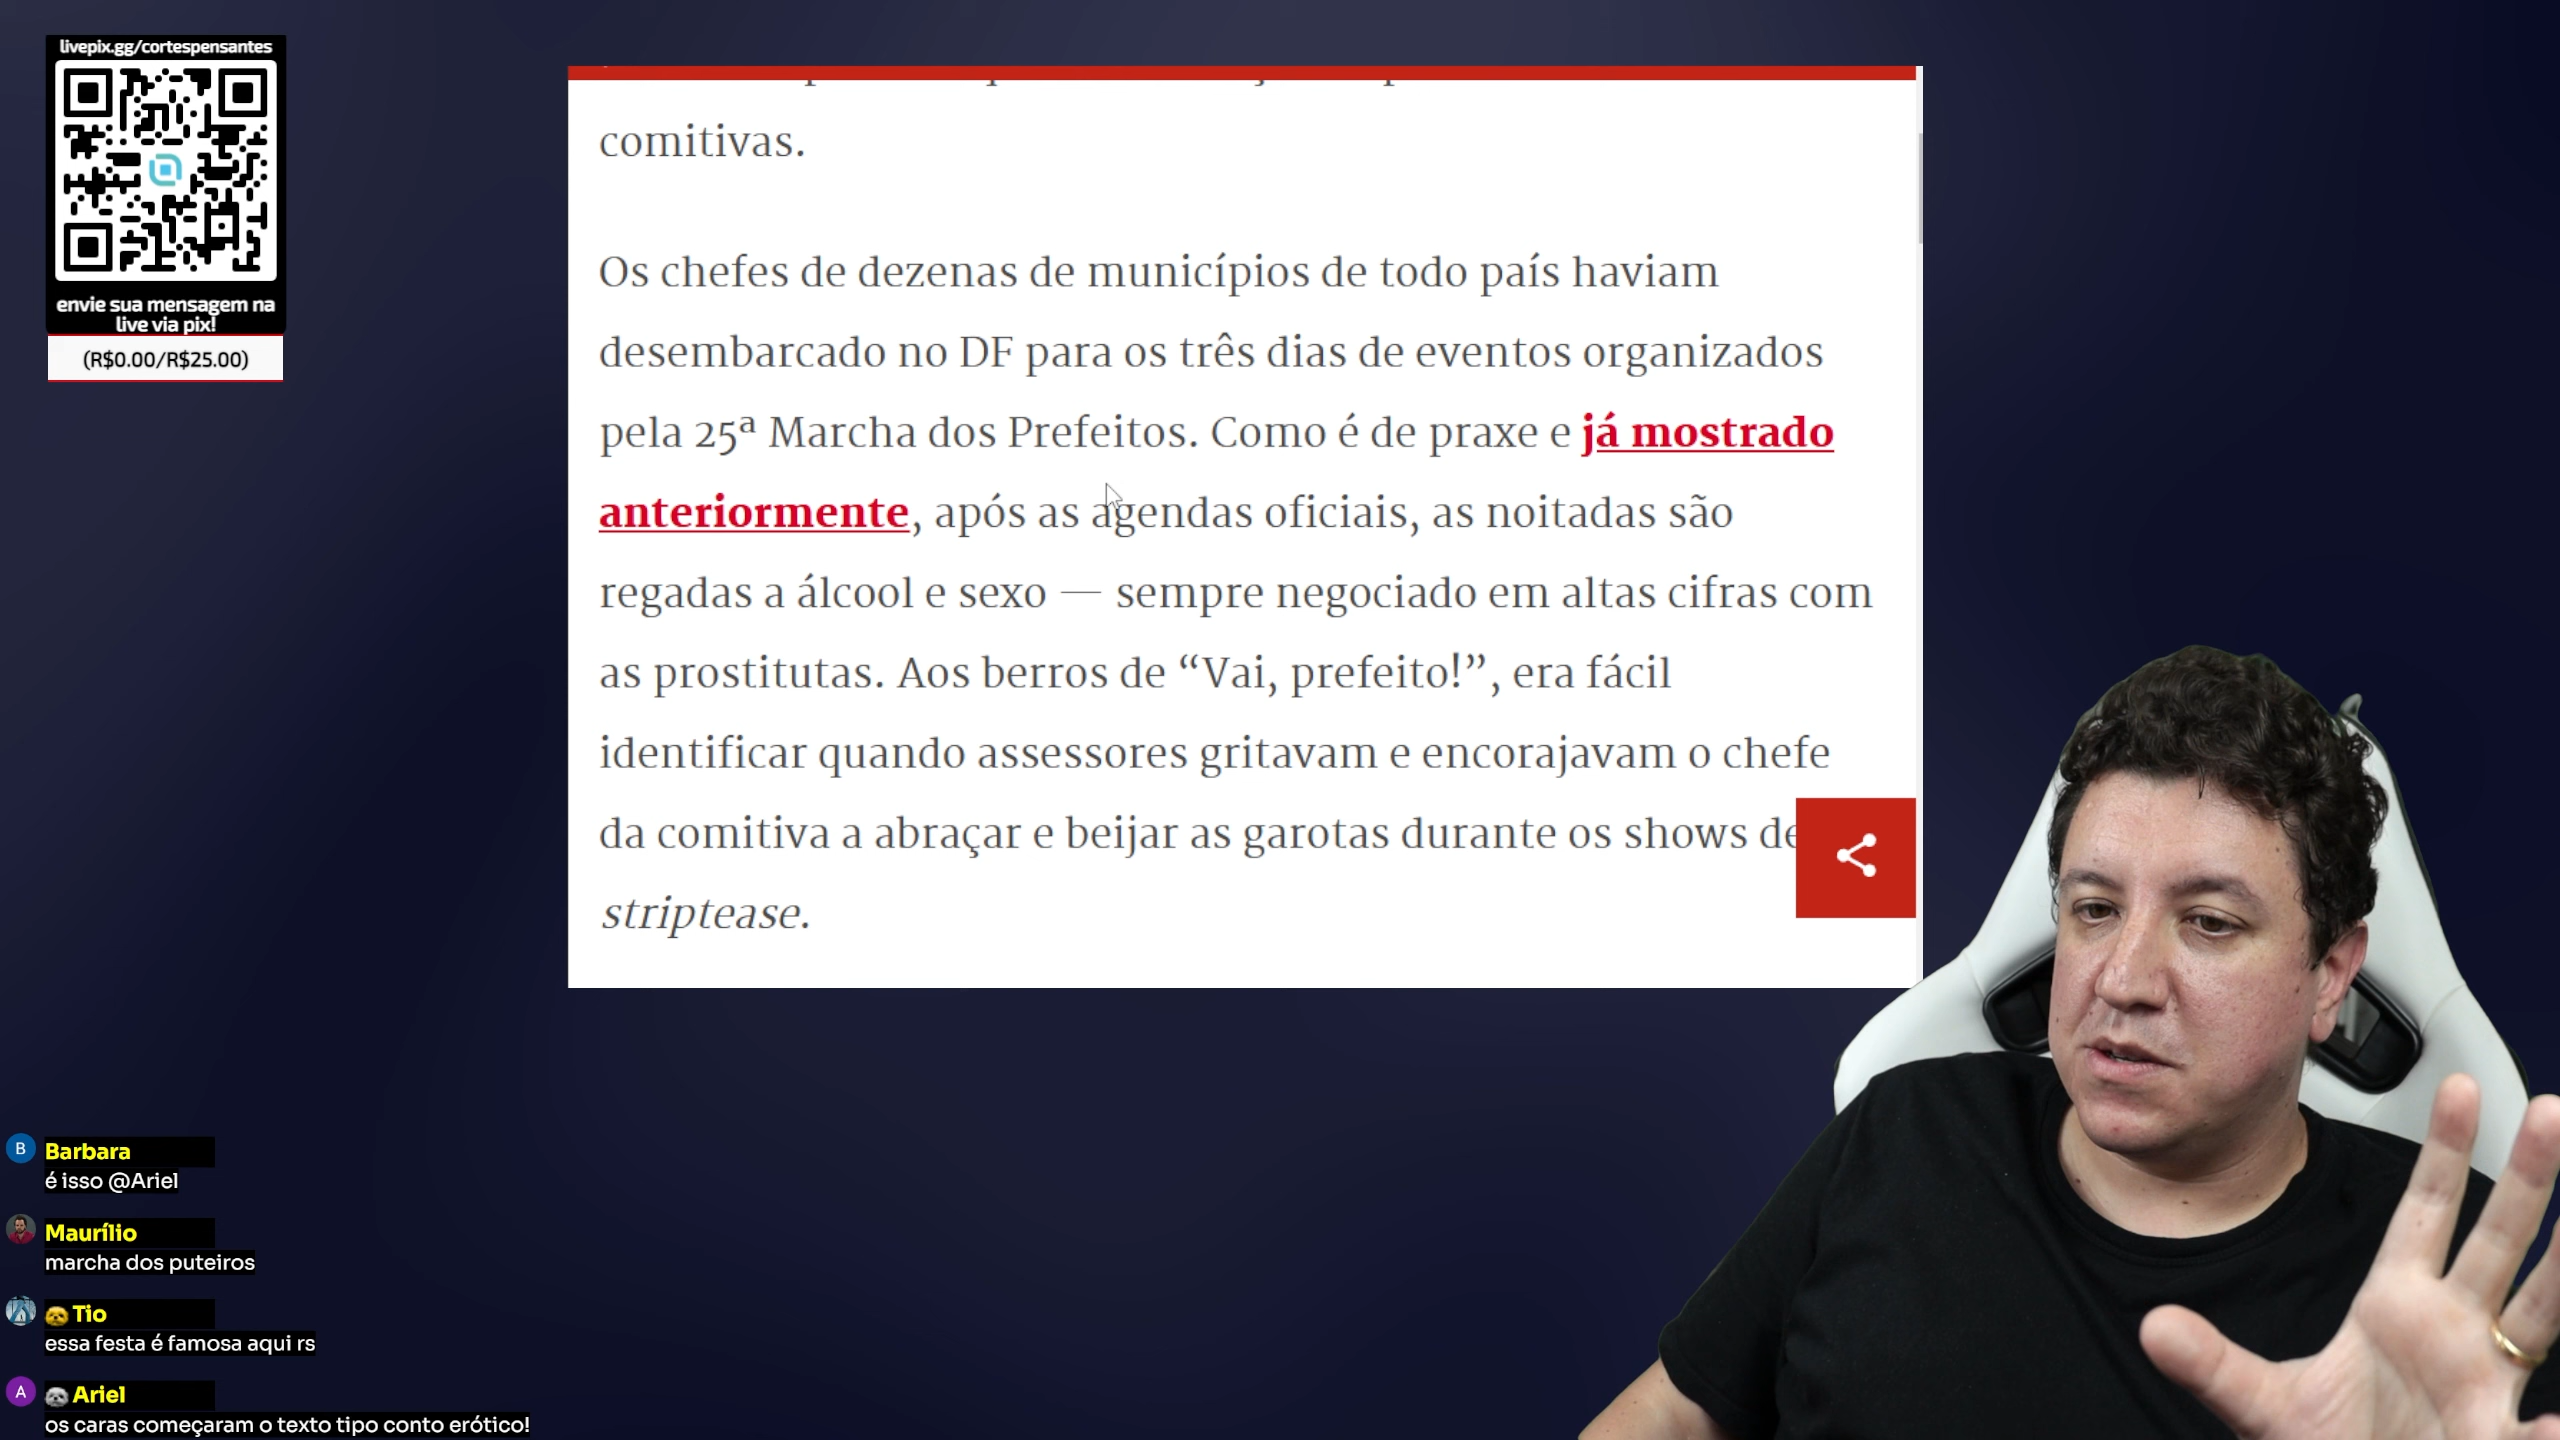 livepix.gg/cortespensantes
envie sua mensagem na
live via pix!
(R$0.00/R$25.00)
comitivas.
Os chefes de dezenas de municípios de todo país haviam
desembarcado no DF para os três dias de eventos organizados
pela 25ª Marcha dos Prefeitos. Como é de praxe e já mostrado
anteriormente, após as agendas oficiais, as noitadas são
regadas a álcool e sexo — sempre negociado em altas cifras com
as prostitutas. Aos berros de “Vai, prefeito!”, era fácil
identificar quando assessores gritavam e encorajavam o chefe
da comitiva a abraçar e beijar as garotas durante os shows de
striptease.
B Barbara
é isso @Ariel
Maurílio
marcha dos puteiros
Tio
essa festa é famosa aqui rs
A Ariel
os caras começaram o texto tipo conto erótico!